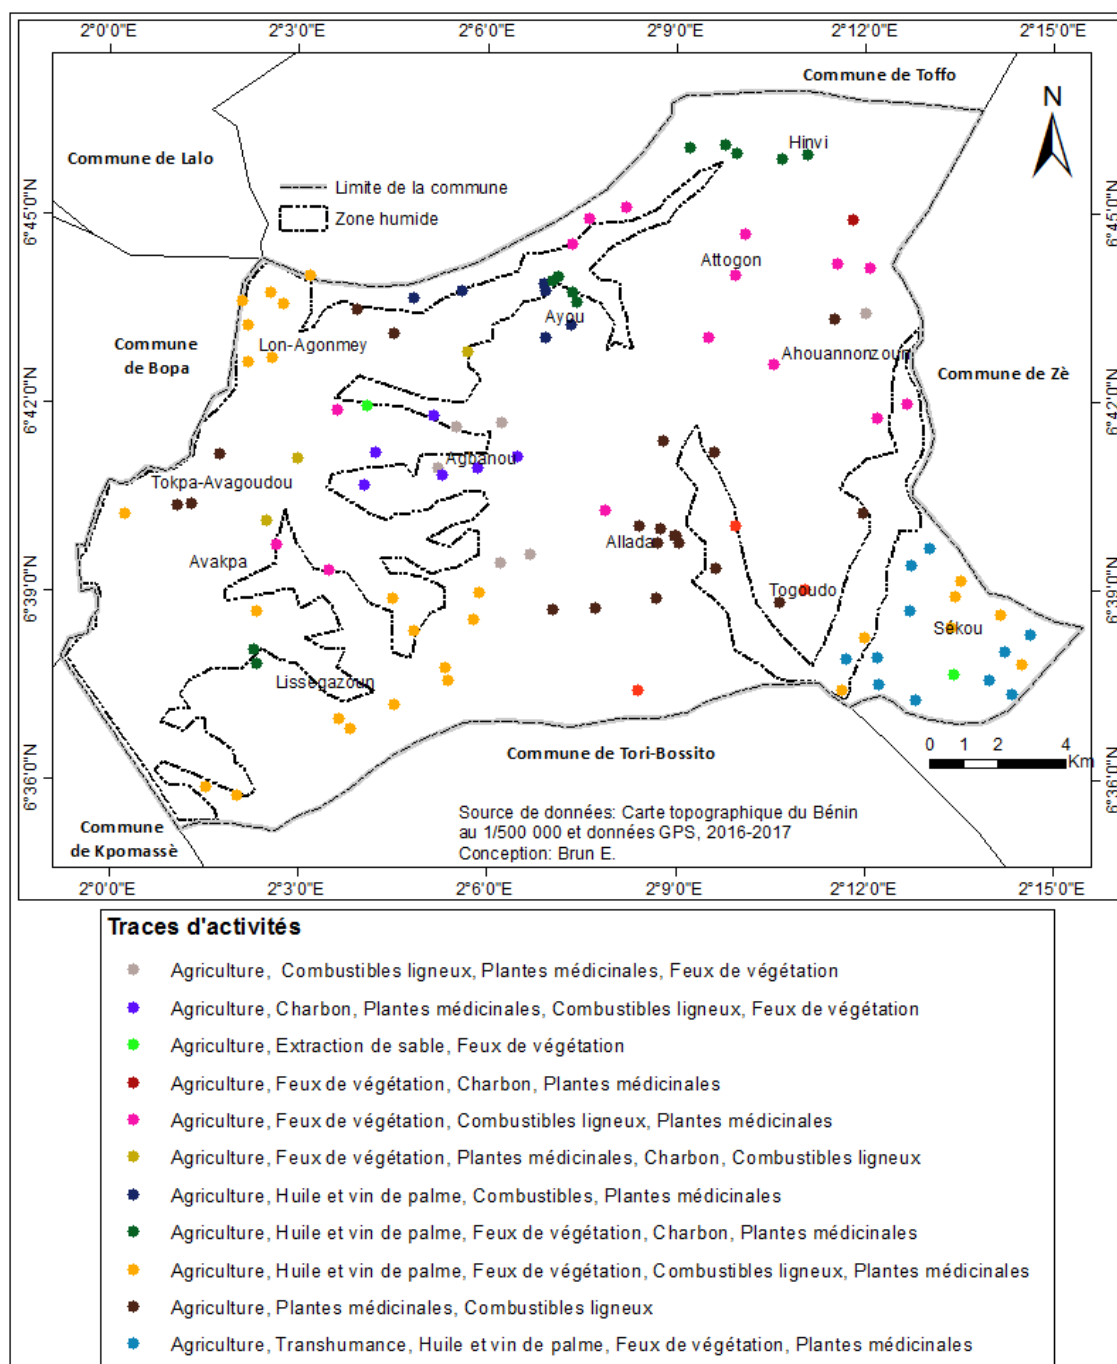 2°0'0"E 2°3'0"E 2°6'0"E 2°9'0"E 2°12'0"E 2°15'0"E
Commune de Toffo
N
Hinvi
Commune de Lalo
Limite de la commune
Zone humide
6°45'0"N 6°45'0"N
Attogon
Ayou
Lon-Agonmey
Commune
de Bopa
Ahouannonzoun
Commune de Zè
6°42'0"N 6°42'0"N
Agbanou
Tokpa-Avagoudou
Allada
Avakpa
6°39'0"N 6°39'0"N
Togoudo
Sékou
Lissègazoun
Commune de Tori-Bossito
0 1 2 4
Km
6°36'0"N 6°36'0"N
Source de données: Carte topographique du Bénin
au 1/500 000 et données GPS, 2016-2017
Conception: Brun E.
Commune
de Kpomassè
2°0'0"E 2°3'0"E 2°6'0"E 2°9'0"E 2°12'0"E 2°15'0"E
Traces d'activités
Agriculture, Combustibles ligneux, Plantes médicinales, Feux de végétation
Agriculture, Charbon, Plantes médicinales, Combustibles ligneux, Feux de végétation
Agriculture, Extraction de sable, Feux de végétation
Agriculture, Feux de végétation, Charbon, Plantes médicinales
Agriculture, Feux de végétation, Combustibles ligneux, Plantes médicinales
Agriculture, Feux de végétation, Plantes médicinales, Charbon, Combustibles ligneux
Agriculture, Huile et vin de palme, Combustibles, Plantes médicinales
Agriculture, Huile et vin de palme, Feux de végétation, Charbon, Plantes médicinales
Agriculture, Huile et vin de palme, Feux de végétation, Combustibles ligneux, Plantes médicinales
Agriculture, Plantes médicinales, Combustibles ligneux
Agriculture, Transhumance, Huile et vin de palme, Feux de végétation, Plantes médicinales